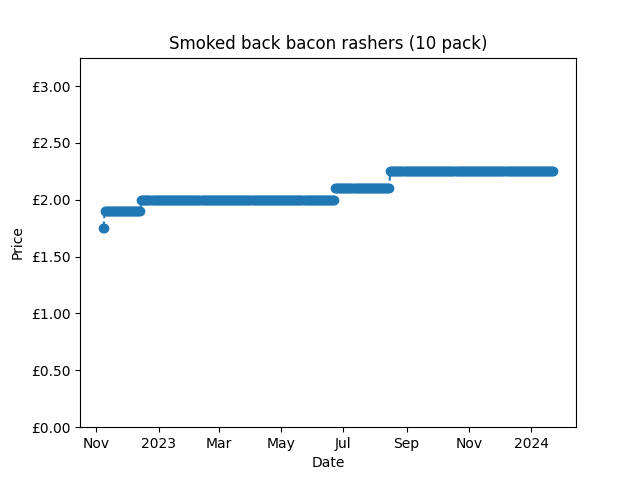 Smoked back bacon rashers (10 pack)
£3.00
£2.50
£2.00
£1.50
£1.00
£0.50
£0.00
Price
Nov 2023 Mar May Jul Sep Nov 2024
Date